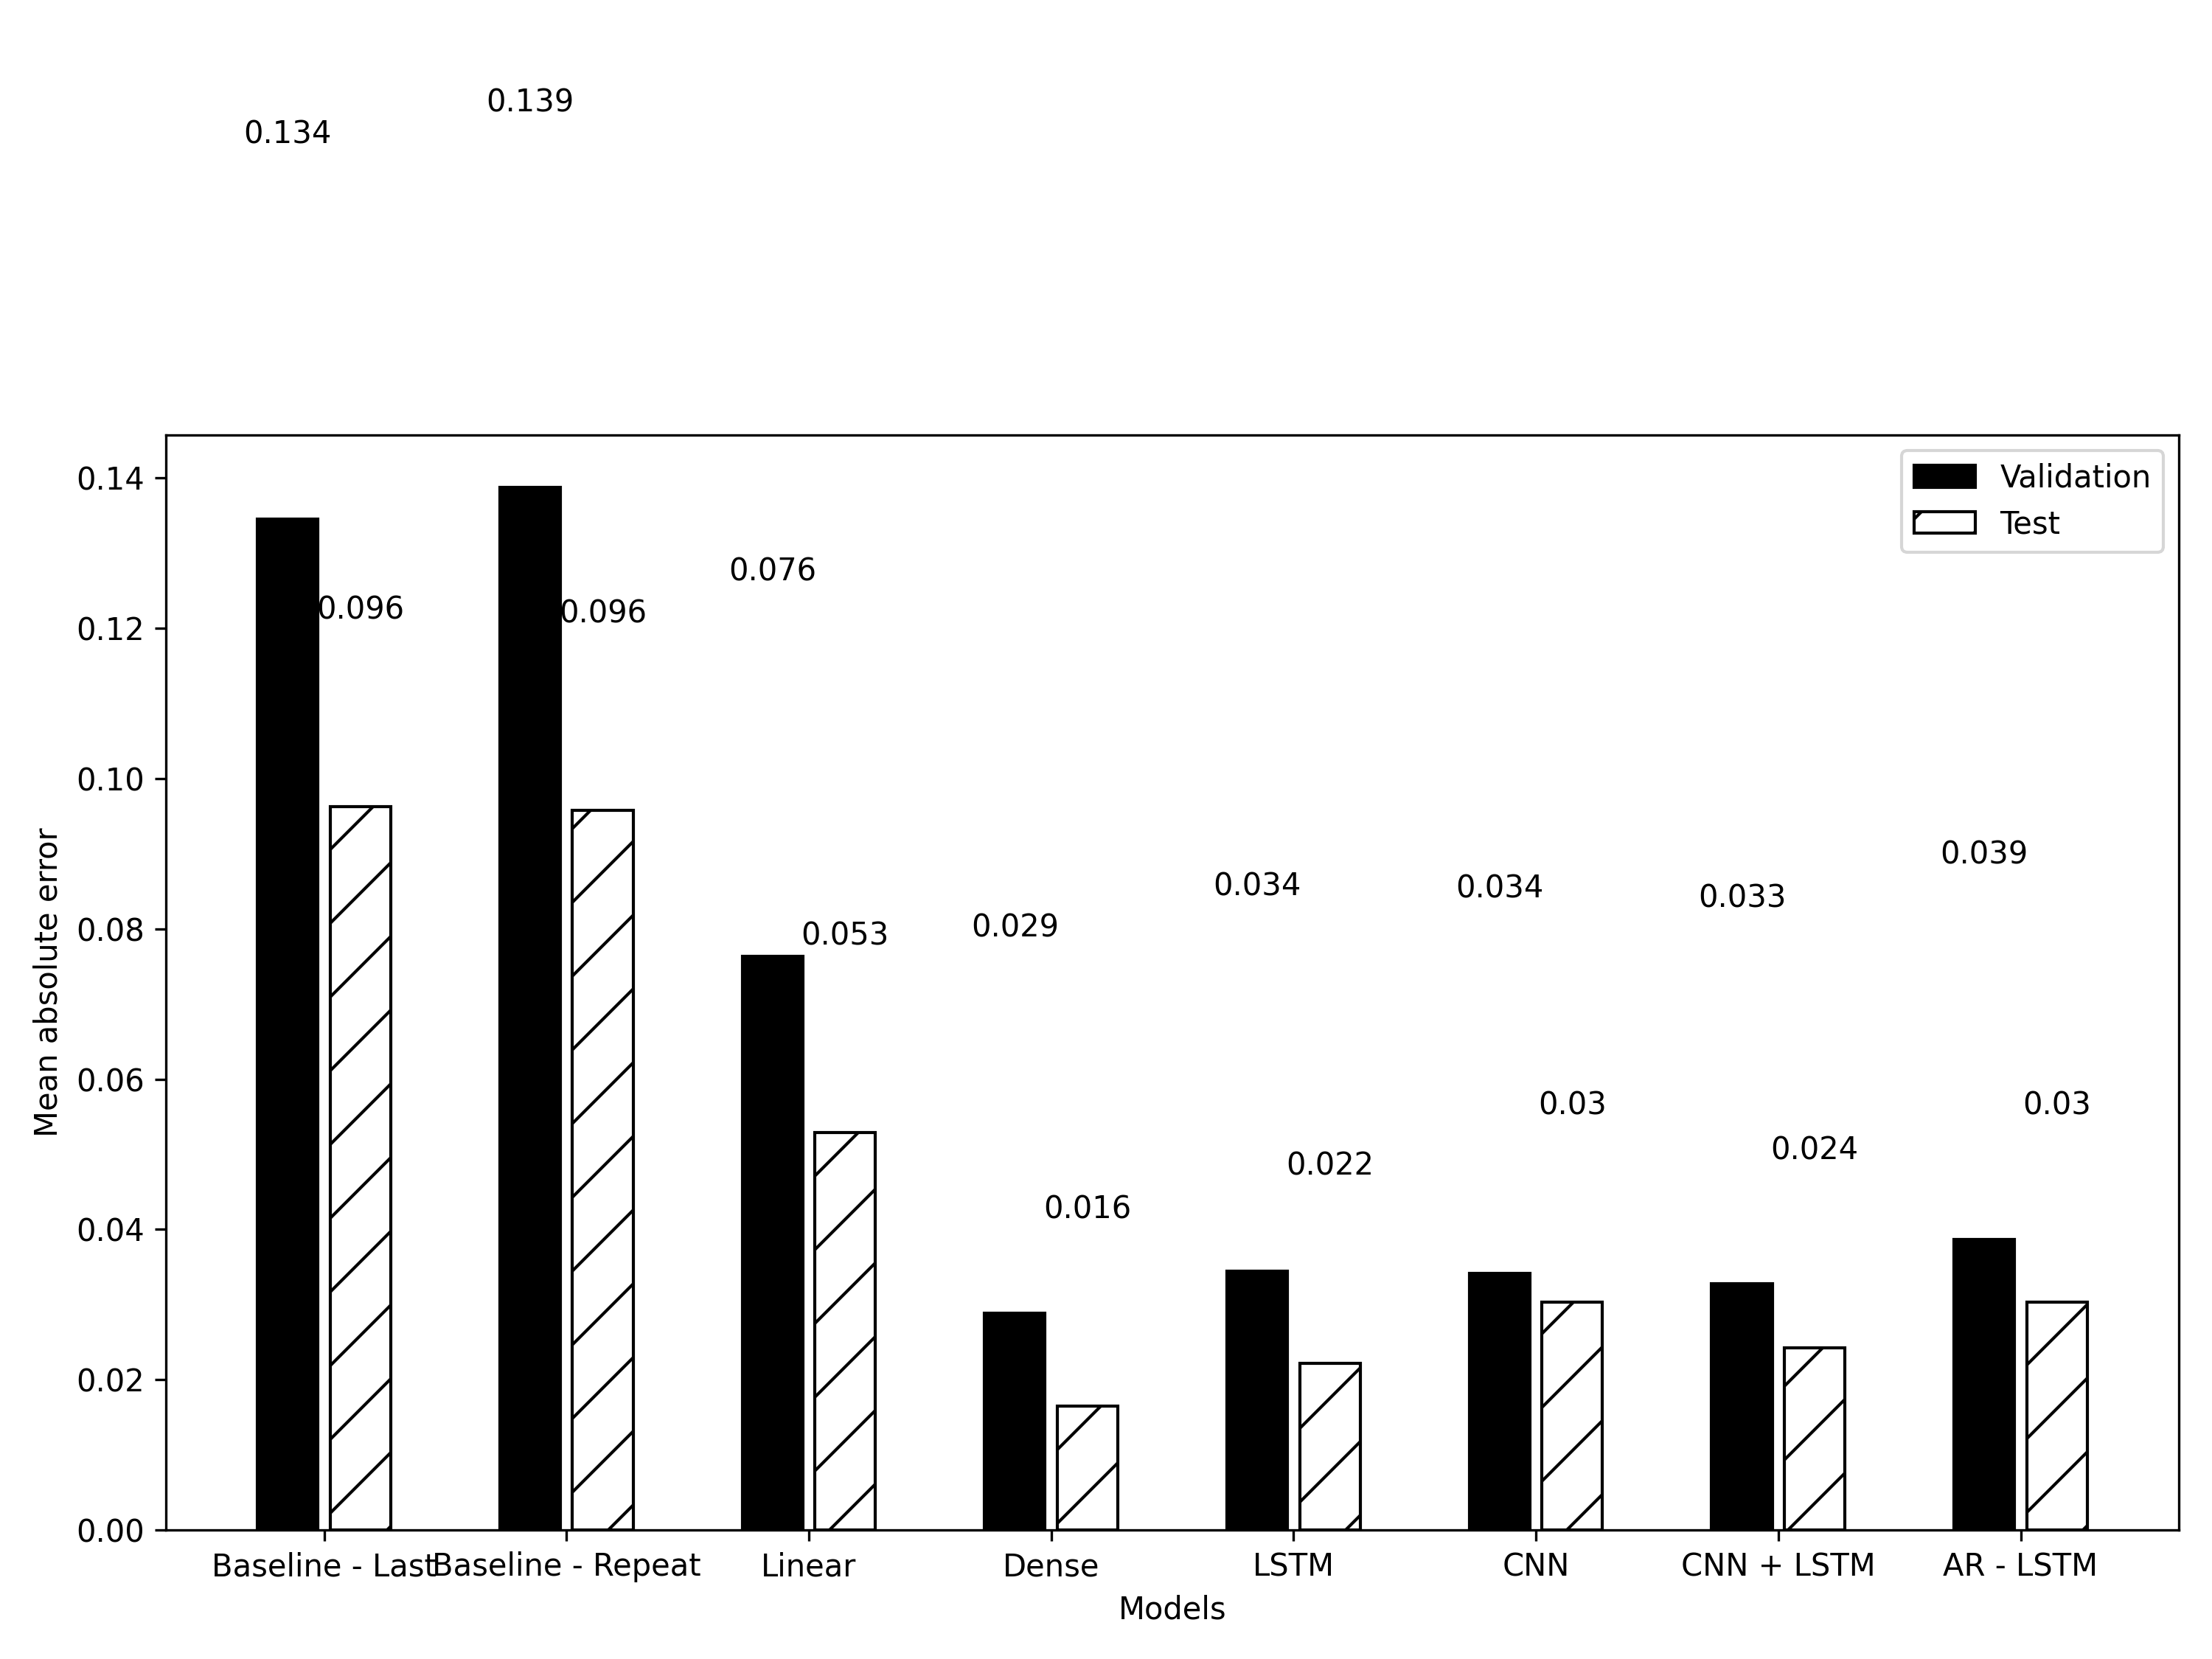 0.139
0.134
0.14
Validation
Test
0.076
0.096
0.096
0.12
0.10
0.039
0.034
0.034
0.033
0.029
0.053
0.08
0.06
0.03
0.03
0.024
0.022
0.016
0.04
0.02
0.00
Mean absolute error
Baseline - Last
Baseline - Repeat
Linear
Dense
LSTM
CNN
CNN + LSTM
AR - LSTM
Models